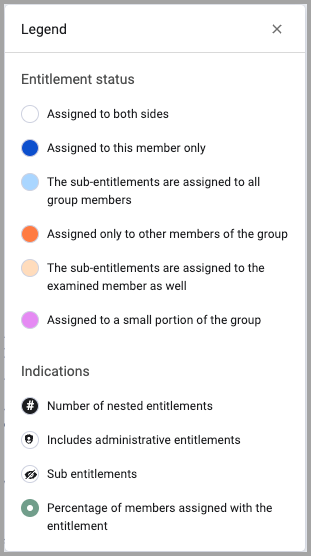 Legend
Entitlement status
Assigned to both sides
Assigned to this member only
The sub-entitlements are assigned to all
group members
Assigned only to other members of the group
The sub-entitlements are assigned to the
examined member as well
Assigned to a small portion of the group
Indications
# Number of nested entitlements
Includes administrative entitlements
Sub entitlements
Percentage of members assigned with the
entitlement